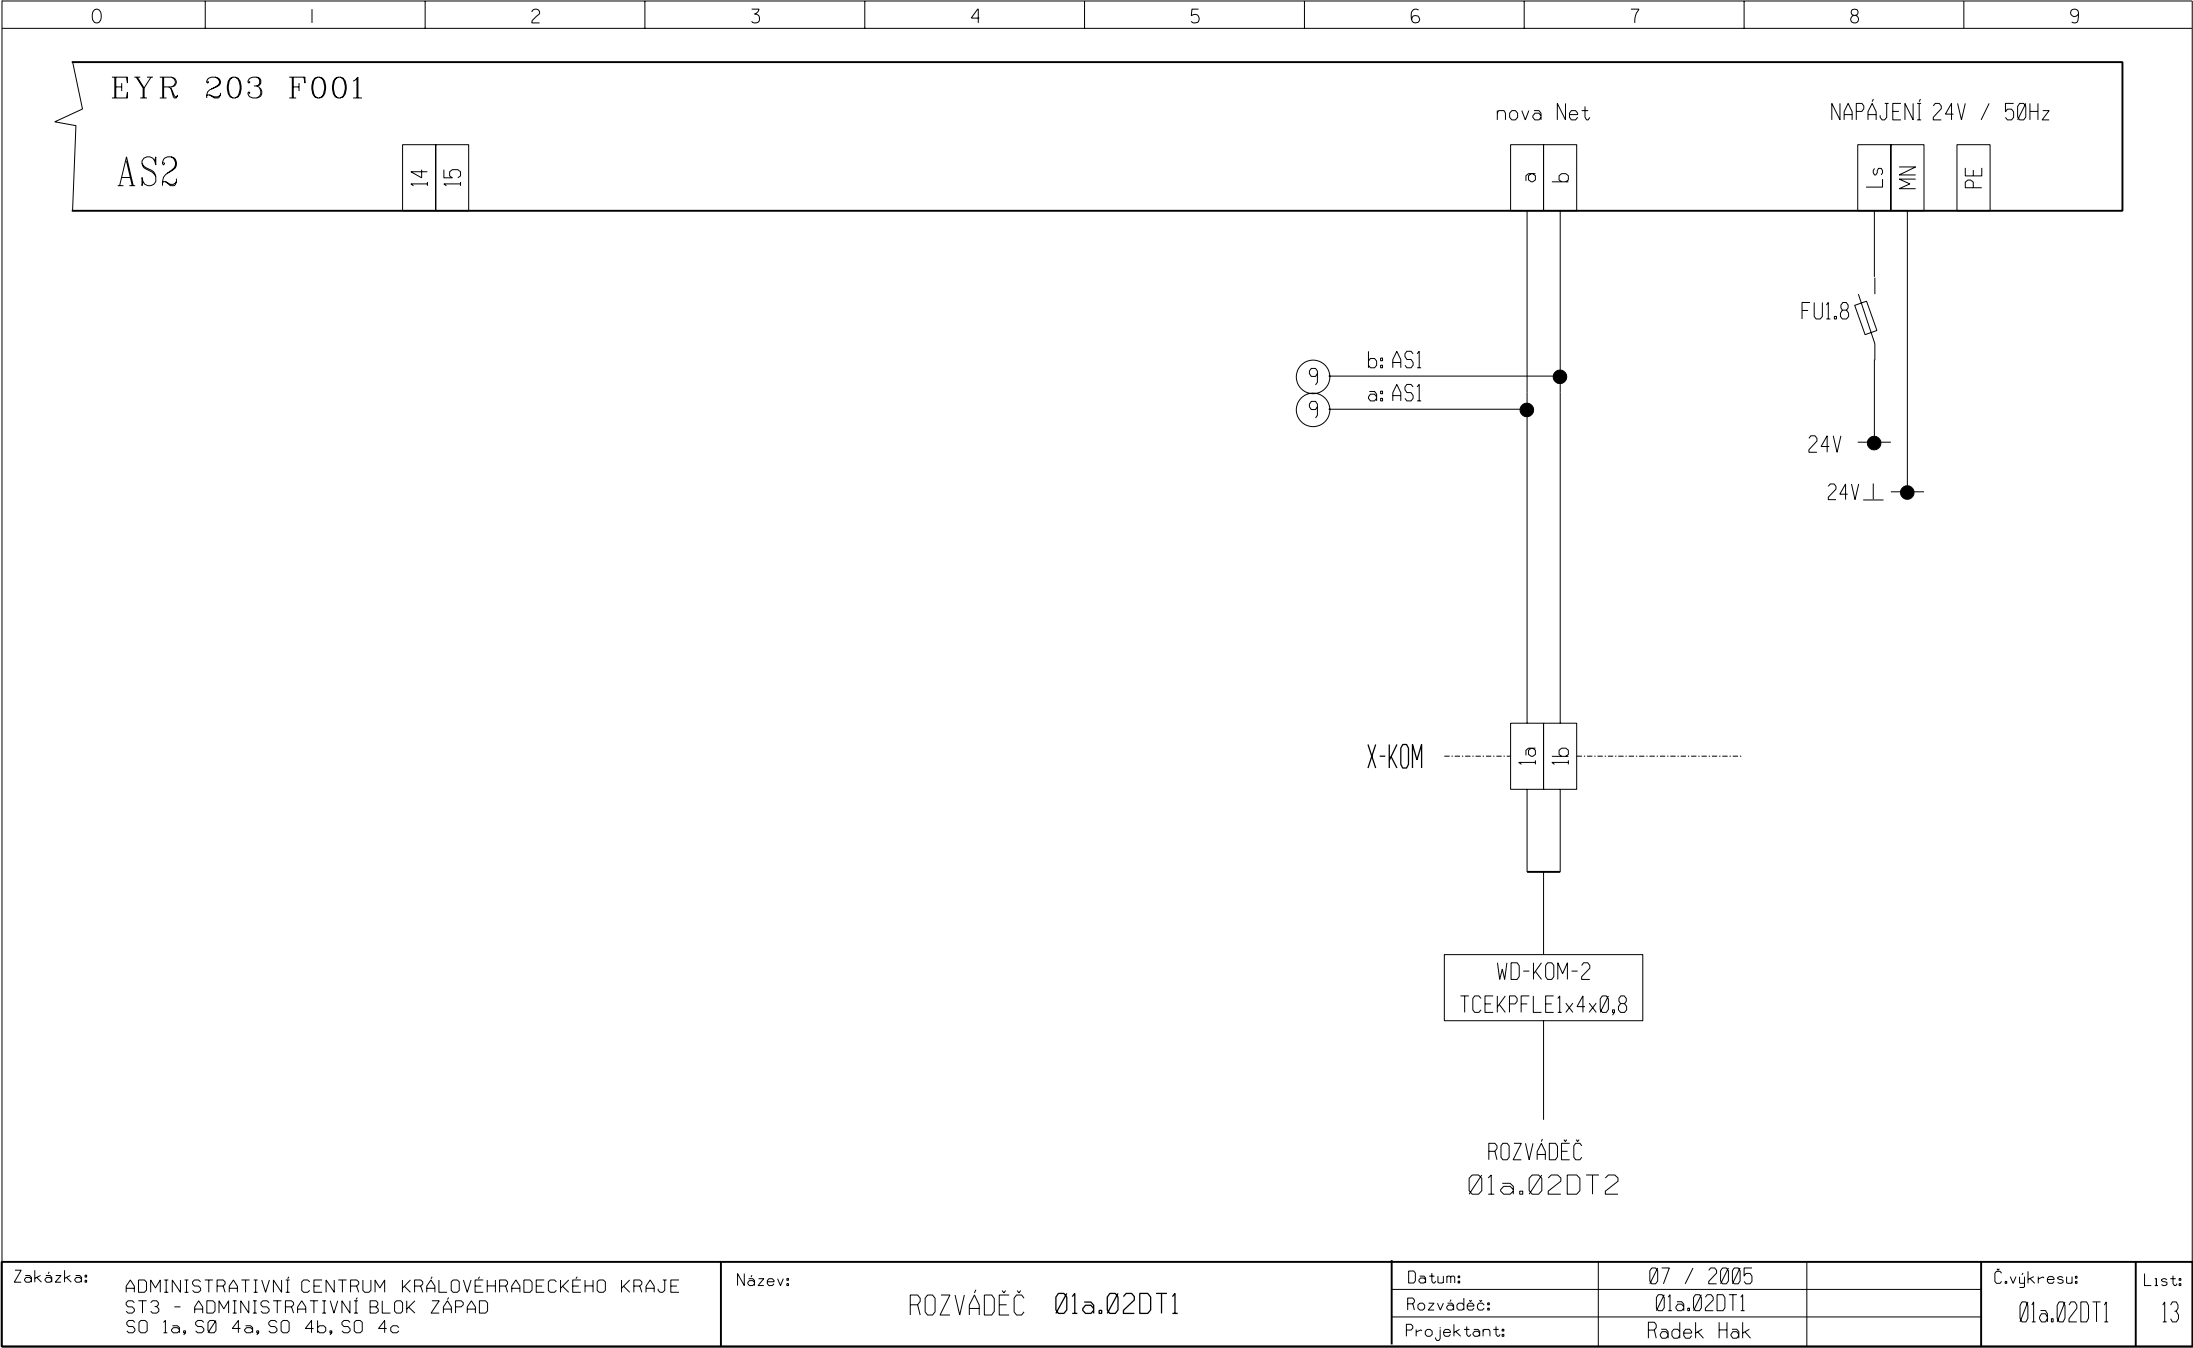 0 1 2 3 4 5 6 7 8 9
EYR 203 F001
nova Net
NAPÁJENÍ 24V / 50Hz
AS2
14 15
a b
Ls MN PE
FU1.8
b: AS1
9
a: AS1
9
24V
24V⊥
X-KOM
1a 1b
WD-KOM-2
TCEKPFLE1x4x0,8
ROZVÁDĚČ
01a.02DT2
Zakázka:
ADMINISTRATIVNÍ CENTRUM KRÁLOVÉHRADECKÉHO KRAJE
ST3 - ADMINISTRATIVNÍ BLOK ZÁPAD
SO 1a, SØ 4a, SO 4b, SO 4c
Název:
ROZVÁDĚČ 01a.02DT1
Datum: 07 / 2005
Rozváděč: 01a.02DT1
Projektant: Radek Hak
Č.výkresu:
01a.02DT1
List:
13